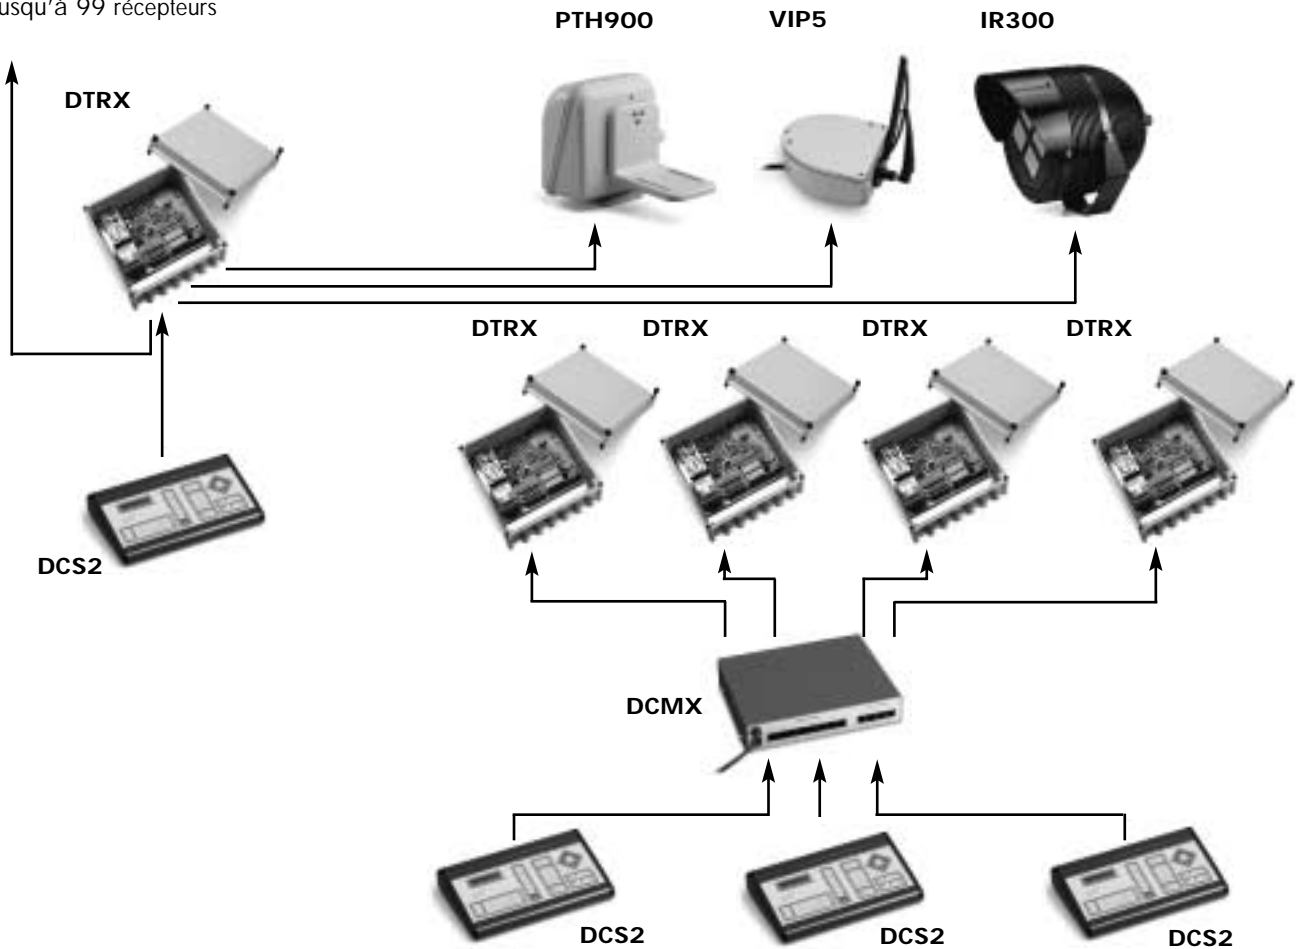 usqu'à 99 récepteurs
PTH900
VIP5
IR300
DTRX
DTRX
DTRX
DTRX
DTRX
DCS2
DCMX
DCS2
DCS2
DCS2